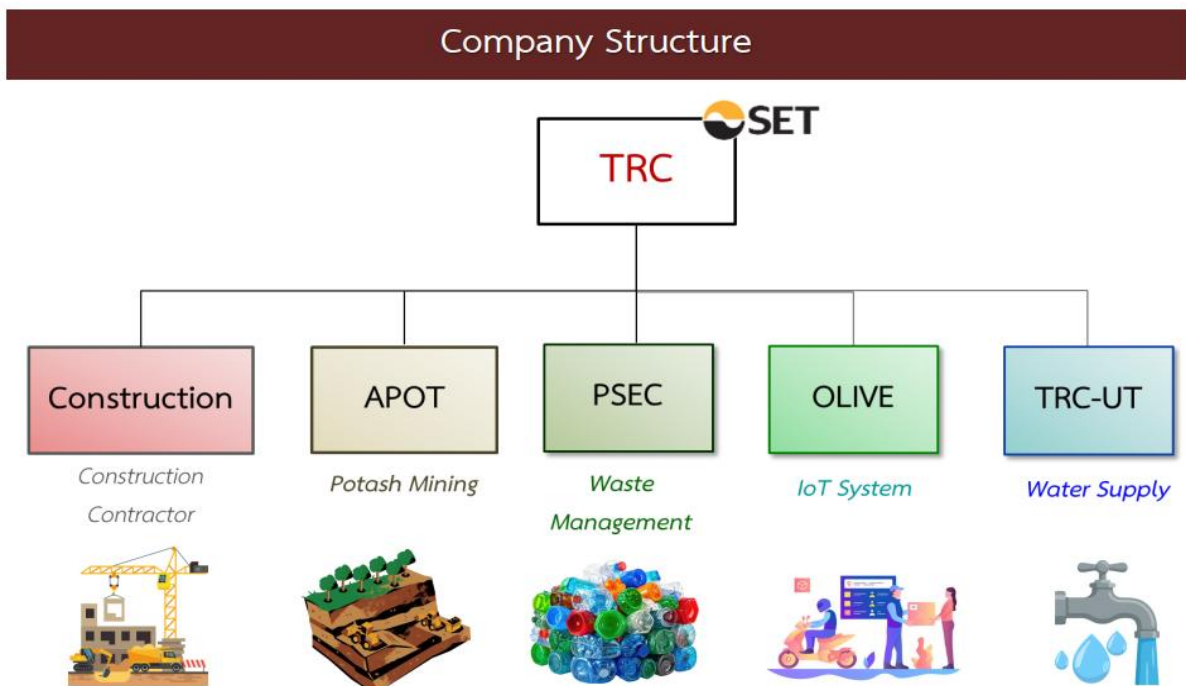 Company Structure
SET
TRC
Construction
APOT
PSEC
OLIVE
TRC-UT
Construction
Contractor
Potash Mining
Waste
Management
IoT System
Water Supply